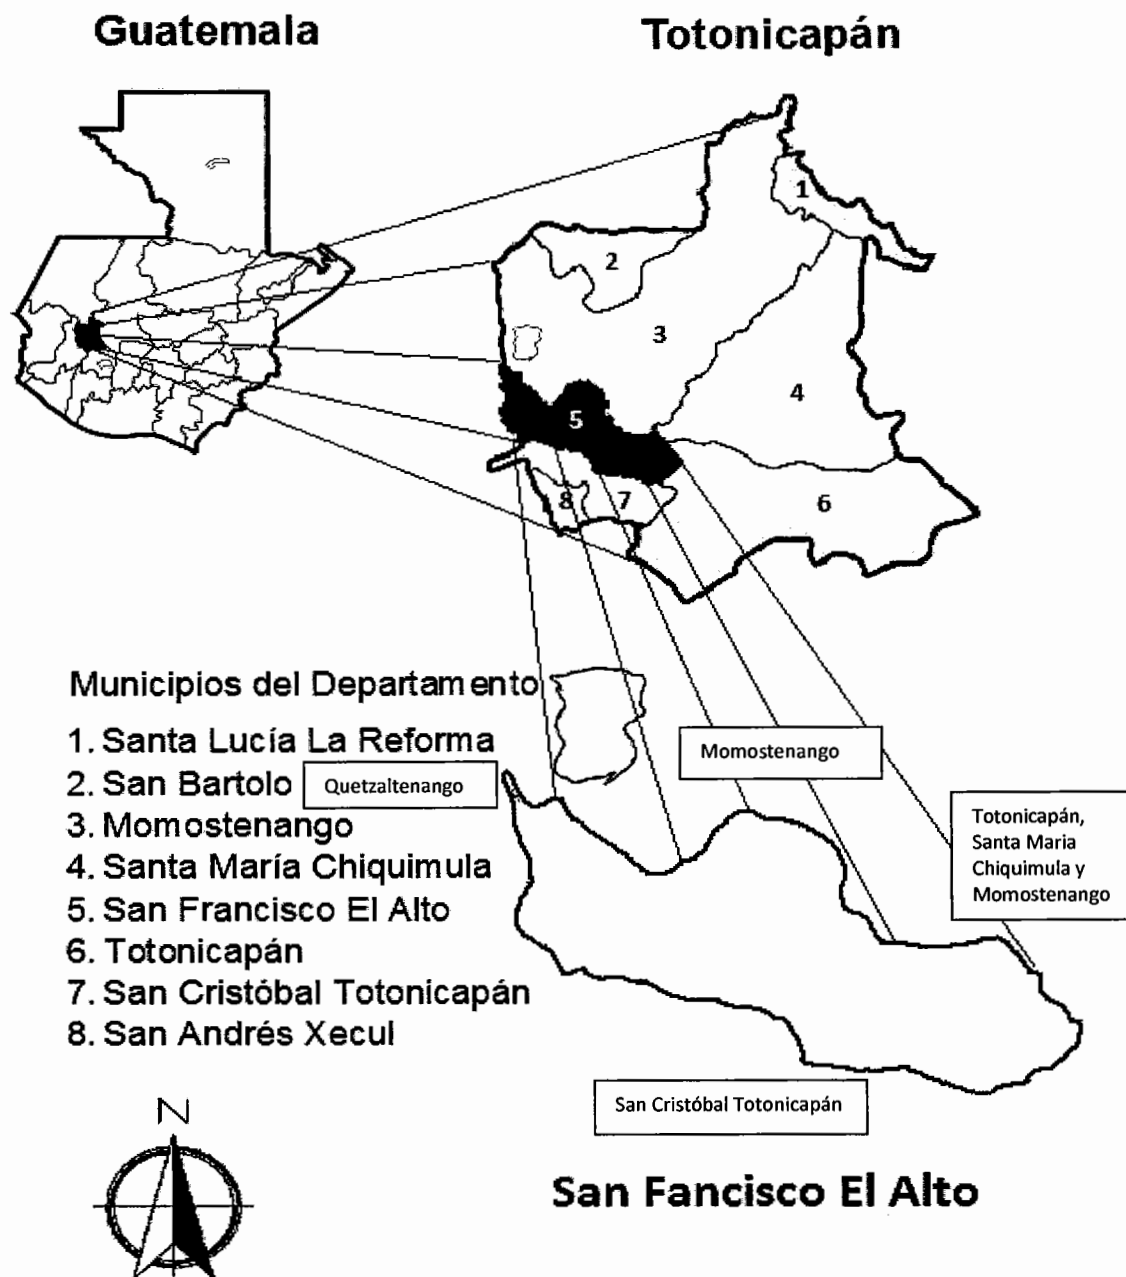 Guatemala
Totonicapán
1
2
3
4
5
8
7
6
Municipios del Departamento
1. Santa Lucía La Reforma
2. San Bartolo
3. Momostenango
4. Santa María Chiquimula
5. San Francisco El Alto
6. Totonicapán
7. San Cristóbal Totonicapán
8. San Andrés Xecul
Quetzaltenango
Momostenango
Totonicapán,
Santa Maria
Chiquimula y
Momostenango
San Cristóbal Totonicapán
N
San Fancisco El Alto